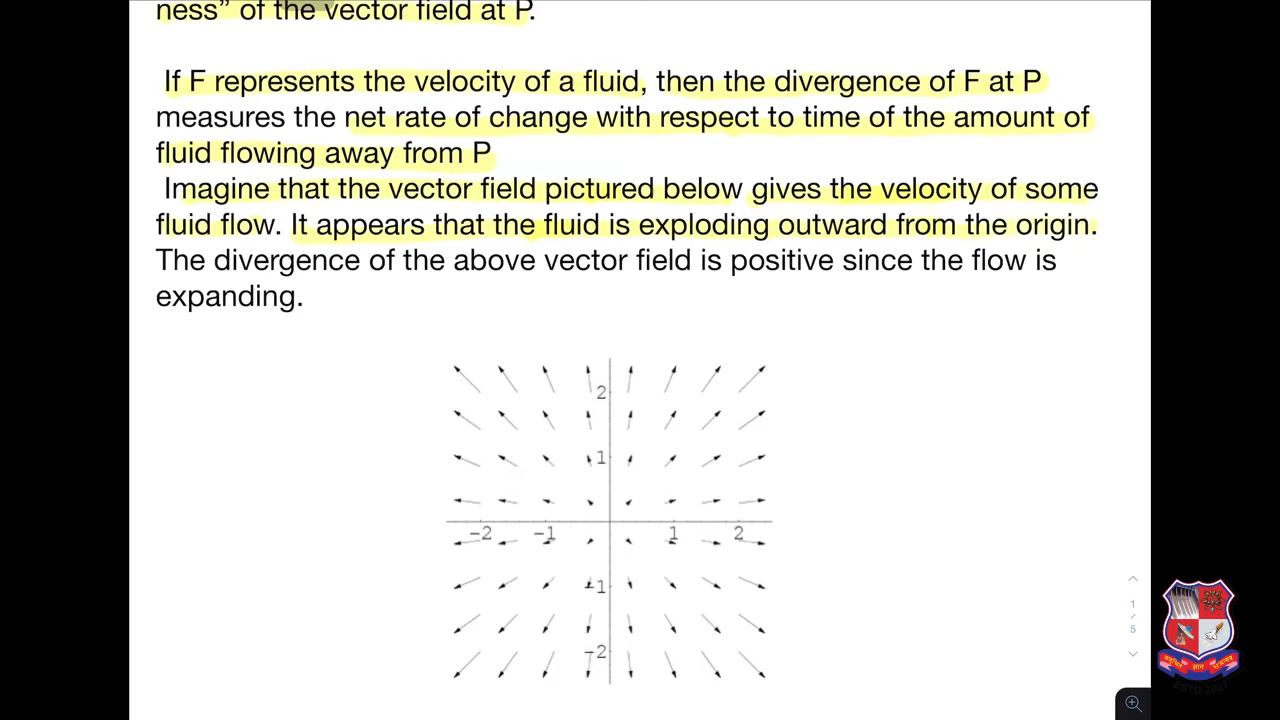 ness” of the vector field at P.
If F represents the velocity of a fluid, then the divergence of F at P
measures the net rate of change with respect to time of the amount of
fluid flowing away from P
Imagine that the vector field pictured below gives the velocity of some
fluid flow. It appears that the fluid is exploding outward from the origin.
The divergence of the above vector field is positive since the flow is
expanding.
2
1
−2 −1 1 2
−1
−2
1
/
5
ESTD-2007